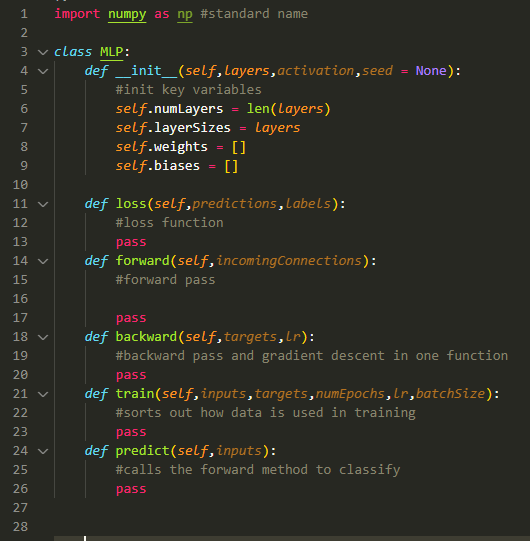 1 import numpy as np #standard name
2
3 class MLP:
4 def __init__(self,layers,activation,seed = None):
5 #init key variables
6 self.numLayers = len(layers)
7 self.layerSizes = layers
8 self.weights = []
9 self.biases = []
10
11 def loss(self,predictions,labels):
12 #loss function
13 pass
14 def forward(self,incomingConnections):
15 #forward pass
16
17 pass
18 def backward(self,targets,lr):
19 #backward pass and gradient descent in one function
20 pass
21 def train(self,inputs,targets,numEpochs,lr,batchSize):
22 #sorts out how data is used in training
23 pass
24 def predict(self,inputs):
25 #calls the forward method to classify
26 pass
27
28